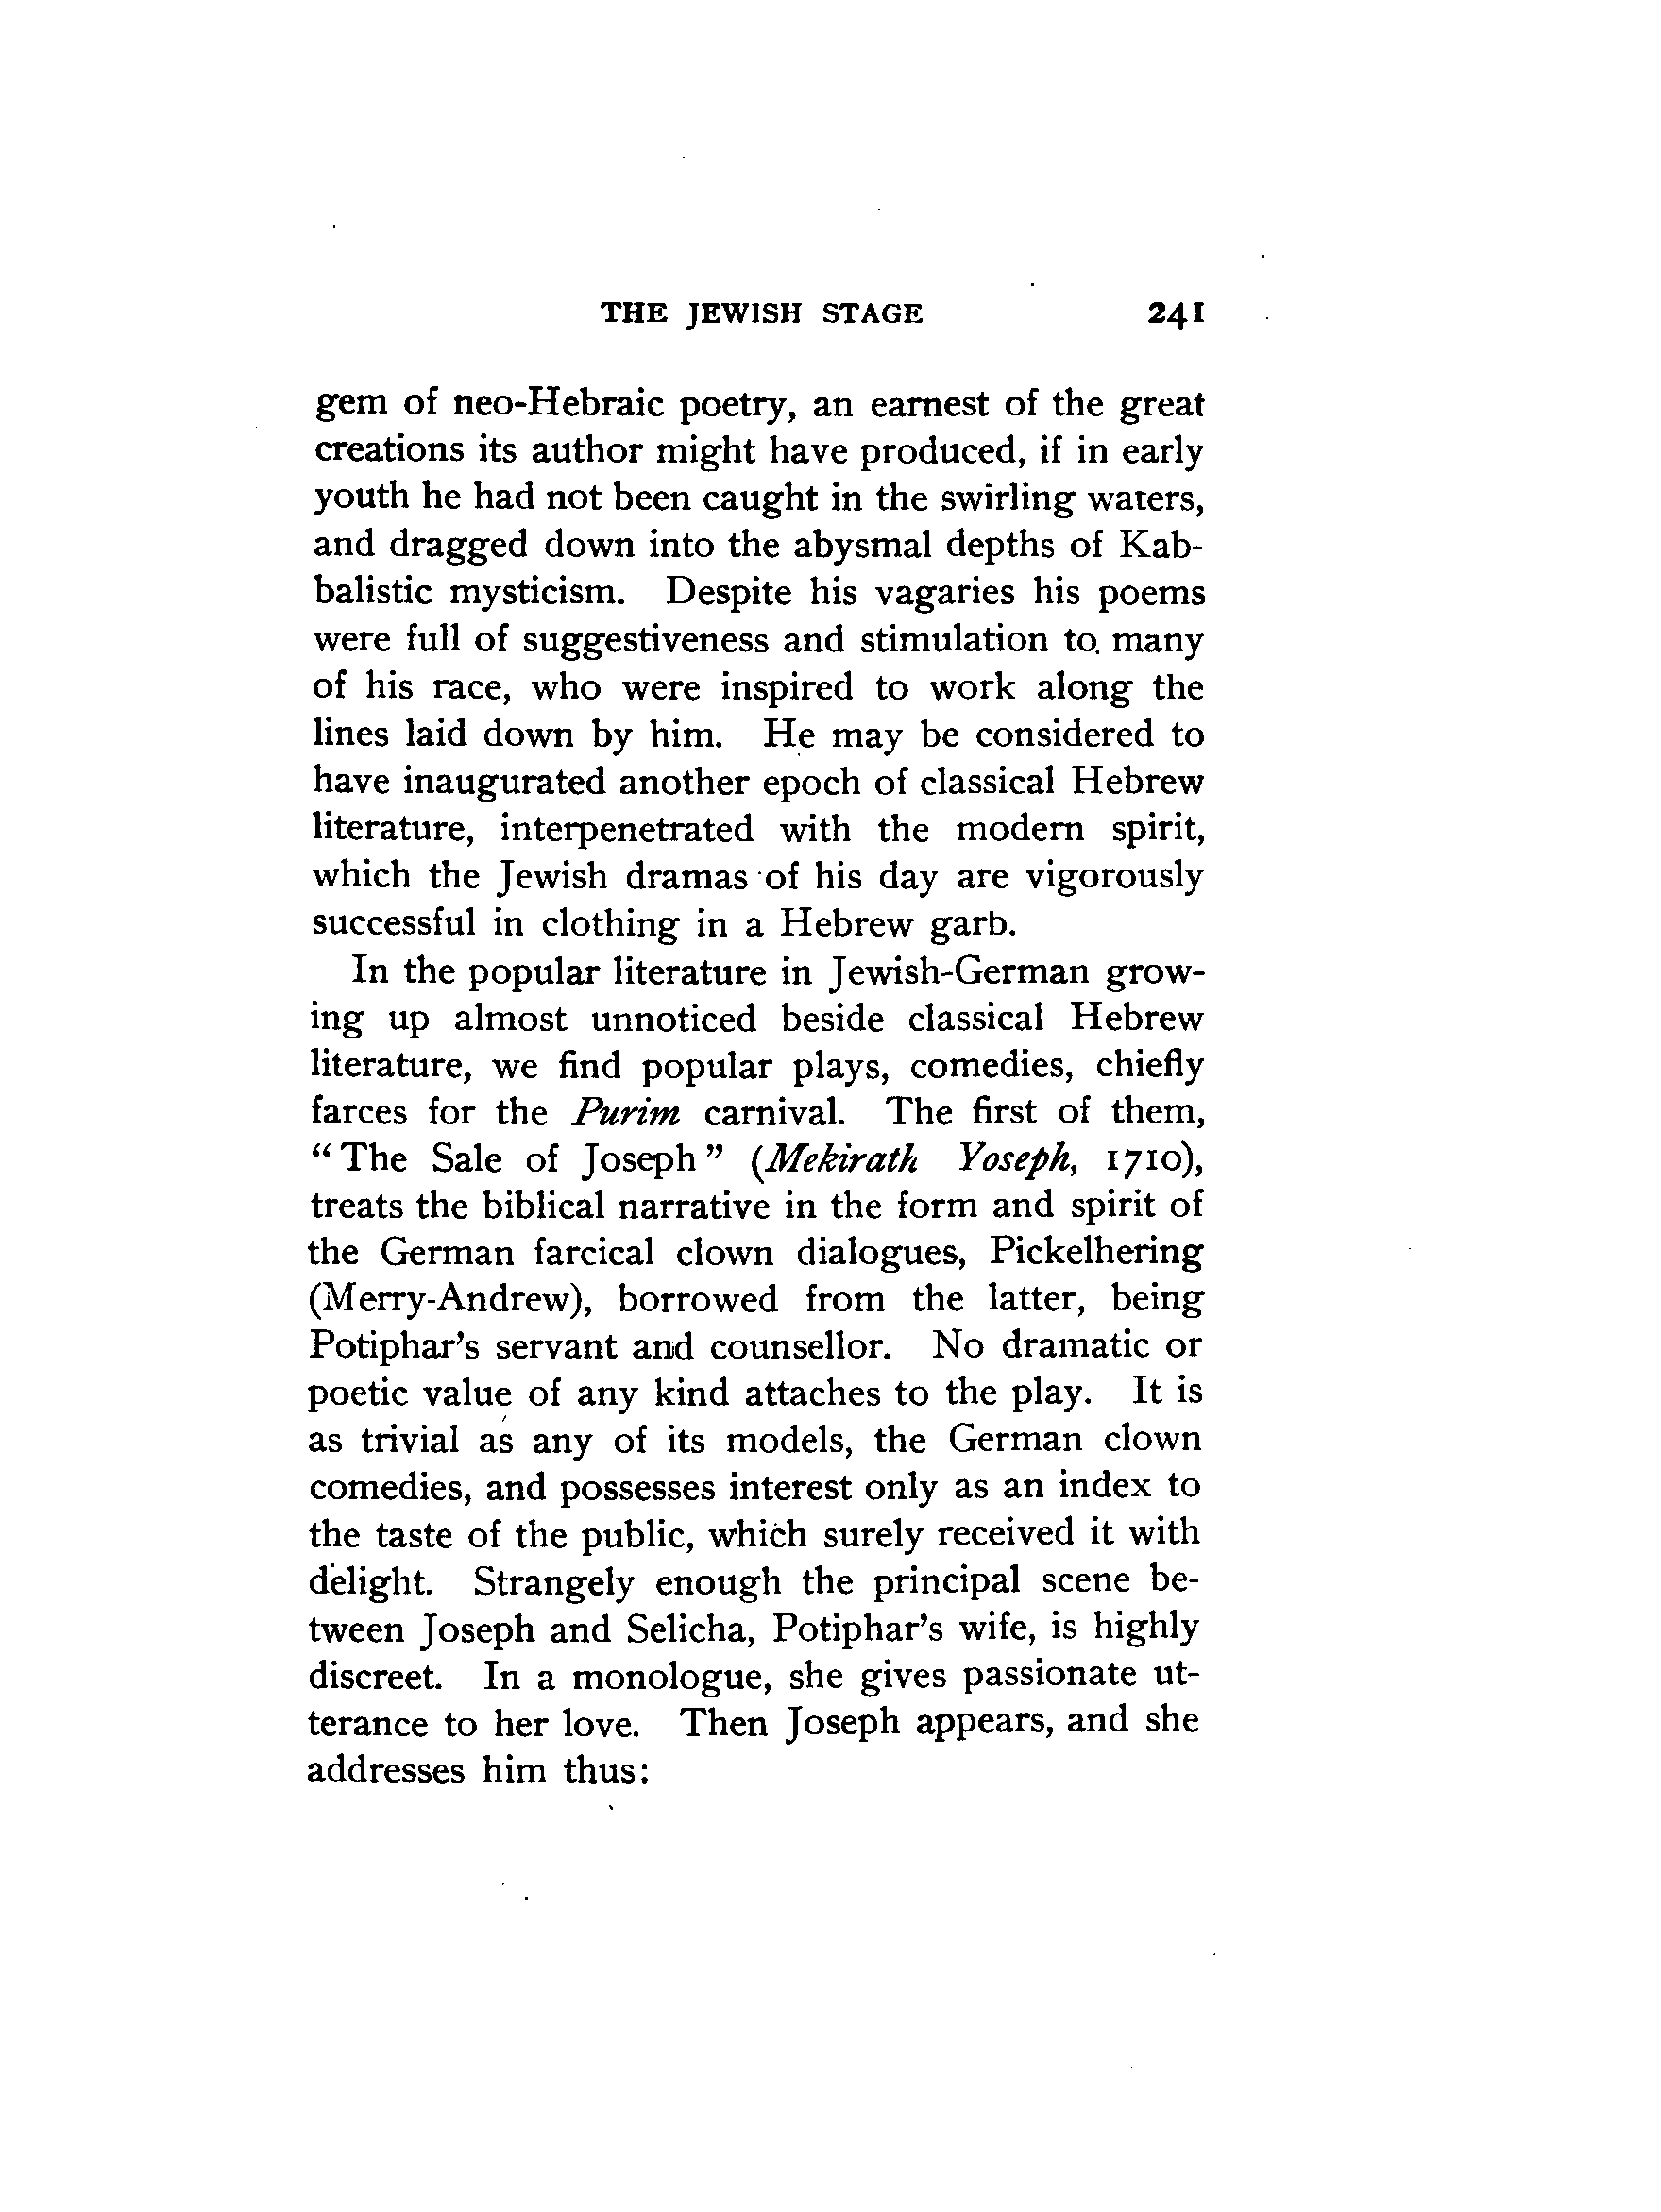 THE JEWISH STAGE 241
gem of neo-Hebraic poetry, an earnest of the great
creations its author might have produced, if in early
youth he had not been caught in the swirling waters,
and dragged down into the abysmal depths of Kab-
balistic mysticism. Despite his vagaries his poems
were full of suggestiveness and stimulation to many
of his race, who were inspired to work along the
lines laid down by him. He may be considered to
have inaugurated another epoch of classical Hebrew
literature, interpenetrated with the modern spirit,
which the Jewish dramas of his day are vigorously
successful in clothing in a Hebrew garb.
In the popular literature in Jewish-German grow-
ing up almost unnoticed beside classical Hebrew
literature, we find popular plays, comedies, chiefly
farces for the Purim carnival. The first of them,
“The Sale of Joseph” (Mekirath Yoseph, 1710),
treats the biblical narrative in the form and spirit of
the German farcical clown dialogues, Pickelhering
(Merry-Andrew), borrowed from the latter, being
Potiphar’s servant and counsellor. No dramatic or
poetic value of any kind attaches to the play. It is
as trivial as any of its models, the German clown
comedies, and possesses interest only as an index to
the taste of the public, which surely received it with
delight. Strangely enough the principal scene be-
tween Joseph and Selicha, Potiphar’s wife, is highly
discreet. In a monologue, she gives passionate ut-
terance to her love. Then Joseph appears, and she
addresses him thus: